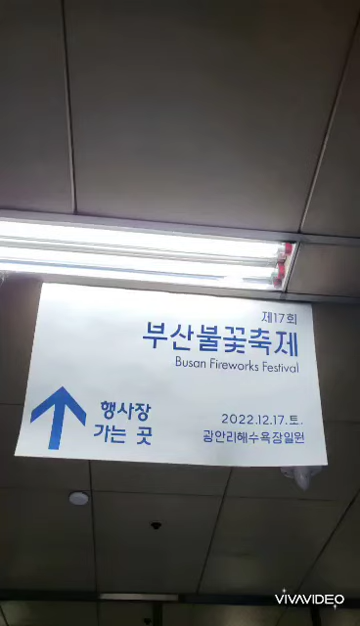 제17회
부산불꽃축제
Busan Fireworks Festival
행사장
가는 곳
2022.12.17.토.
광안리해수욕장일원
VIVAVIDEO